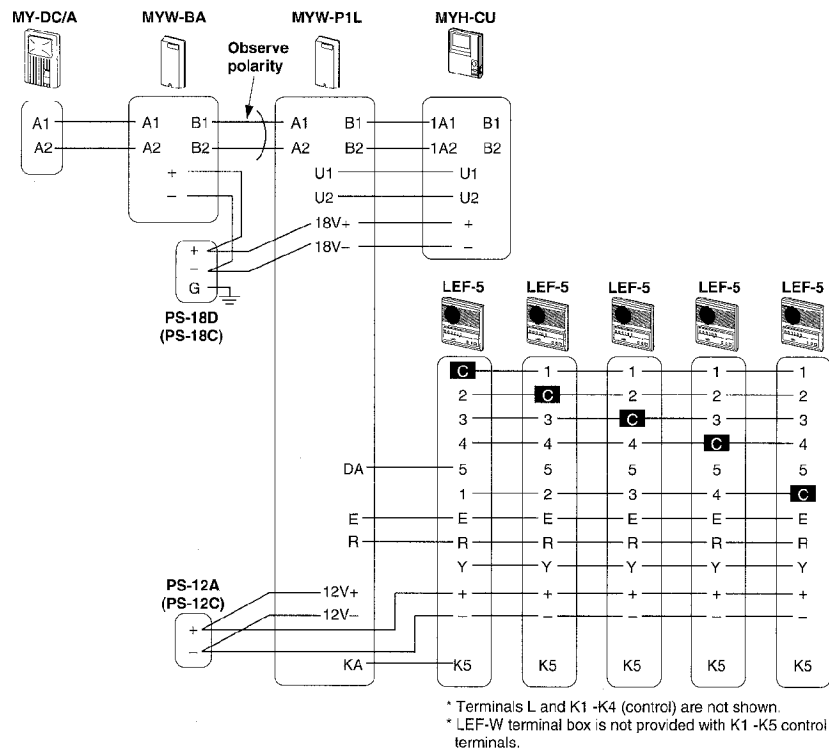 MY-DC/A MYW-BA MYW-P1L MYH-CU
Observe
polarity
A1 A1 B1 A1 B1 1A1 B1
A2 A2 B2 A2 B2 1A2 B2
+ U1 U1
− U2 U2
18V+ +
+ 18V− −
−
G
PS-18D
(PS-18C)
LEF-5 LEF-5 LEF-5 LEF-5 LEF-5
C 1 1 1 1
2 C 2 2 2
3 3 C 3 3
4 4 4 C 4
DA 5 5 5 5 5
1 2 3 4 C
E E E E E E
R R R R R R
Y Y Y Y Y
PS-12A
(PS-12C)
12V+ + + + + +
12V− − − − − −
+
−
KA K5 K5 K5 K5 K5
* Terminals L and K1 -K4 (control) are not shown.
* LEF-W terminal box is not provided with K1 -K5 control
terminals.